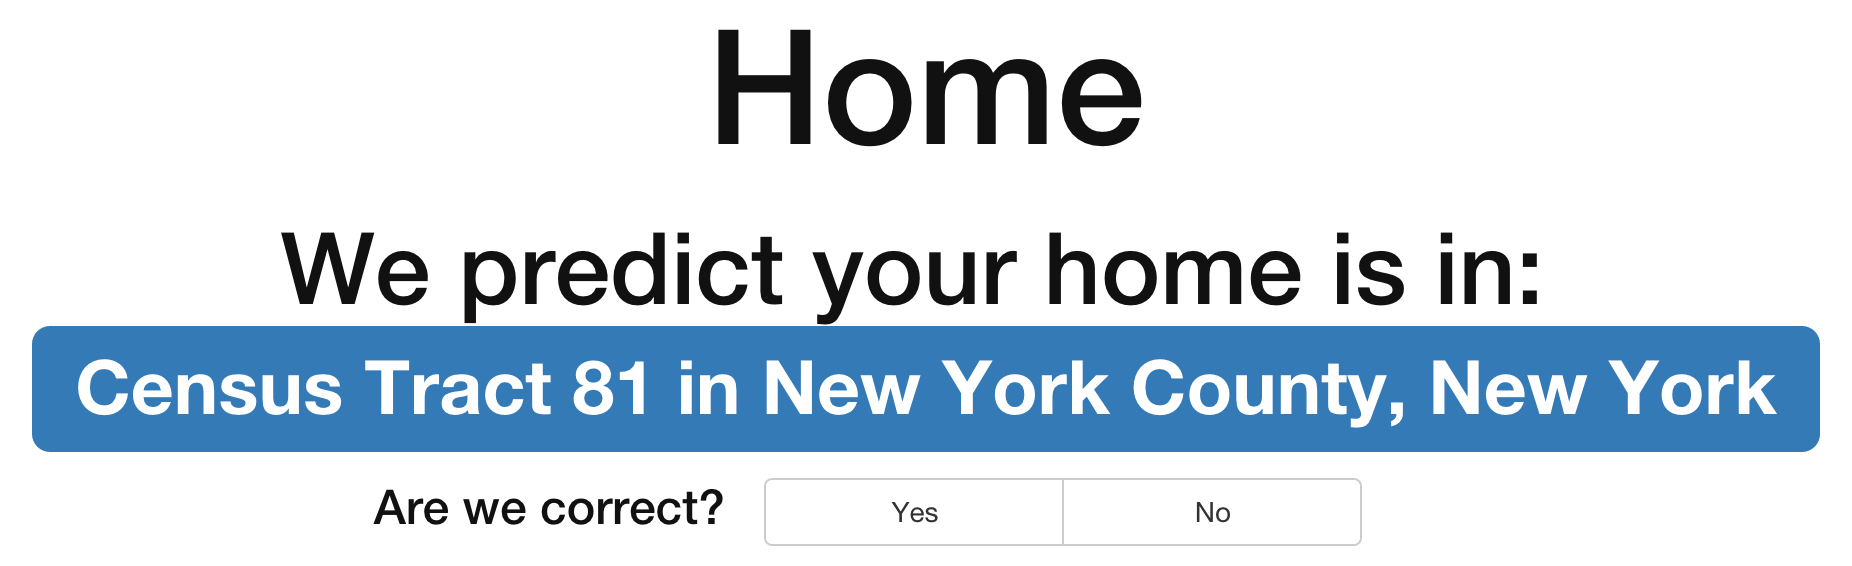 Home
We predict your home is in:
Census Tract 81 in New York County, New York
Are we correct? Yes No